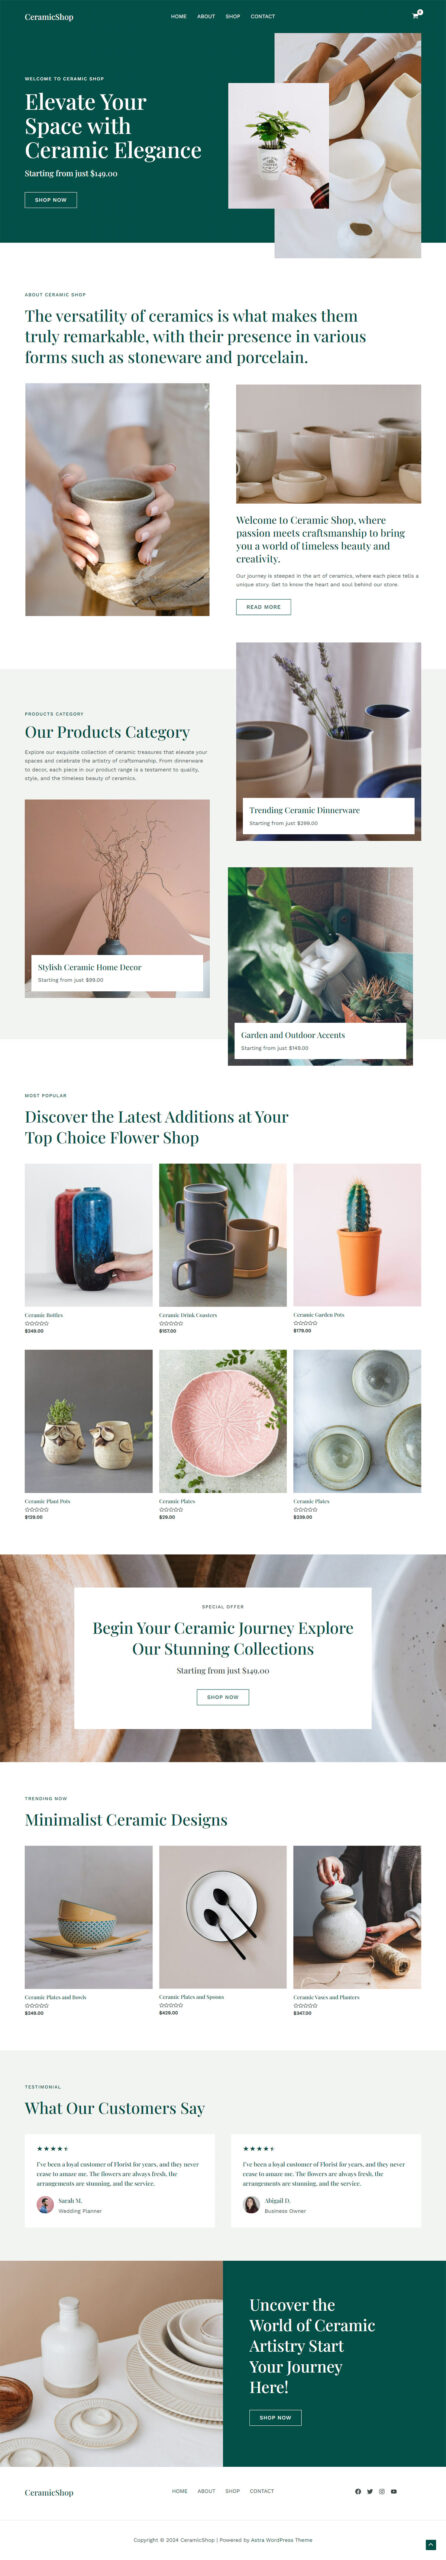 CeramicShop
HOME ABOUT SHOP CONTACT
0
WELCOME TO CERAMIC SHOP
Elevate Your
Space with
Ceramic Elegance
Starting from just $149.00
SHOP NOW
ABOUT CERAMIC SHOP
The versatility of ceramics is what makes them
truly remarkable, with their presence in various
forms such as stoneware and porcelain.
Welcome to Ceramic Shop, where
passion meets craftsmanship to bring
you a world of timeless beauty and
creativity.
Our journey is steeped in the art of ceramics, where each piece tells a
unique story. Get to know the heart and soul behind our store.
READ MORE
PRODUCTS CATEGORY
Our Products Category
Explore our exquisite collection of ceramic treasures that elevate your
spaces and celebrate the artistry of craftsmanship. From dinnerware
to decor, each piece in our product range is a testament to quality,
style, and the timeless beauty of ceramics.
Trending Ceramic Dinnerware
Starting from just $299.00
Stylish Ceramic Home Decor
Starting from just $99.00
Garden and Outdoor Accents
Starting from just $149.00
MOST POPULAR
Discover the Latest Additions at Your
Top Choice Flower Shop
Ceramic Bottles
$249.00
Ceramic Drink Coasters
$157.00
Ceramic Garden Pots
$179.00
Ceramic Plant Pots
$129.00
Ceramic Plates
$29.00
Ceramic Plates
$239.00
SPECIAL OFFER
Begin Your Ceramic Journey Explore
Our Stunning Collections
Starting from just $149.00
SHOP NOW
TRENDING NOW
Minimalist Ceramic Designs
Ceramic Plates and Bowls
$549.00
Ceramic Plates and Spoons
$429.00
Ceramic Vases and Planters
$347.00
TESTIMONIAL
What Our Customers Say
I've been a loyal customer of Florist for years, and they never
cease to amaze me. The flowers are always fresh, the
arrangements are stunning, and the service.
Sarah M.
Wedding Planner
I've been a loyal customer of Florist for years, and they never
cease to amaze me. The flowers are always fresh, the
arrangements are stunning, and the service.
Abigail D.
Business Owner
Uncover the
World of Ceramic
Artistry Start
Your Journey
Here!
SHOP NOW
CeramicShop
HOME ABOUT SHOP CONTACT
Copyright © 2024 CeramicShop | Powered by Astra WordPress Theme